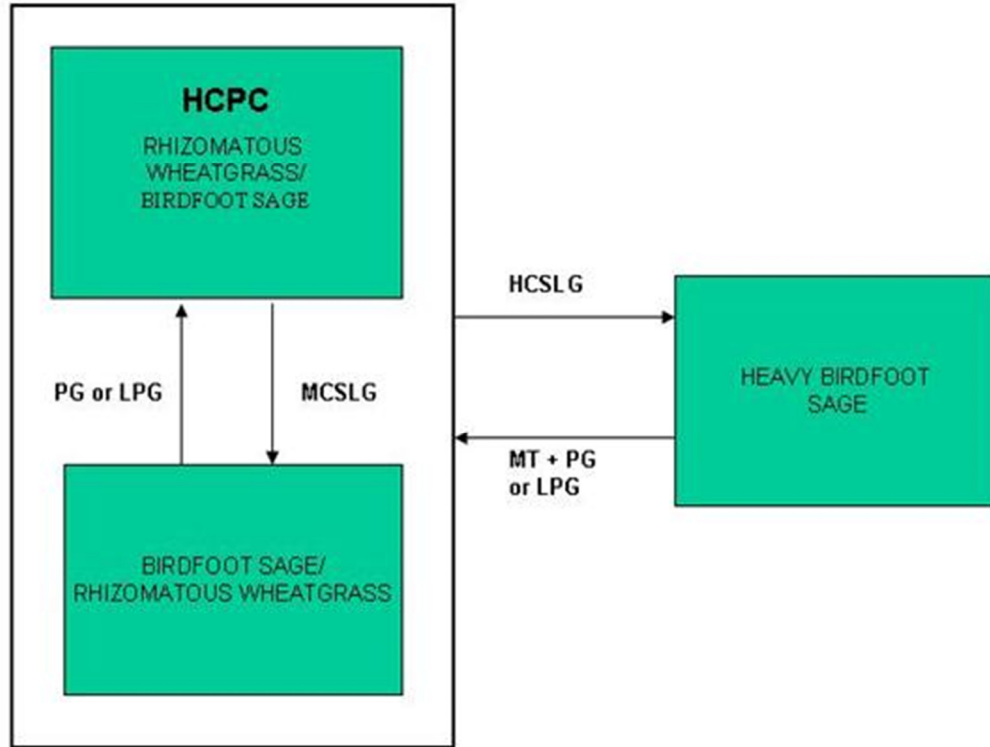 HCPC
RHIZOMATOUS
WHEATGRASS/
BIRDFOOT SAGE
PG or LPG
MCSLG
BIRDFOOT SAGE/
RHIZOMATOUS WHEATGRASS
HCSLG
HEAVY BIRDFOOT
SAGE
MT + PG
or LPG